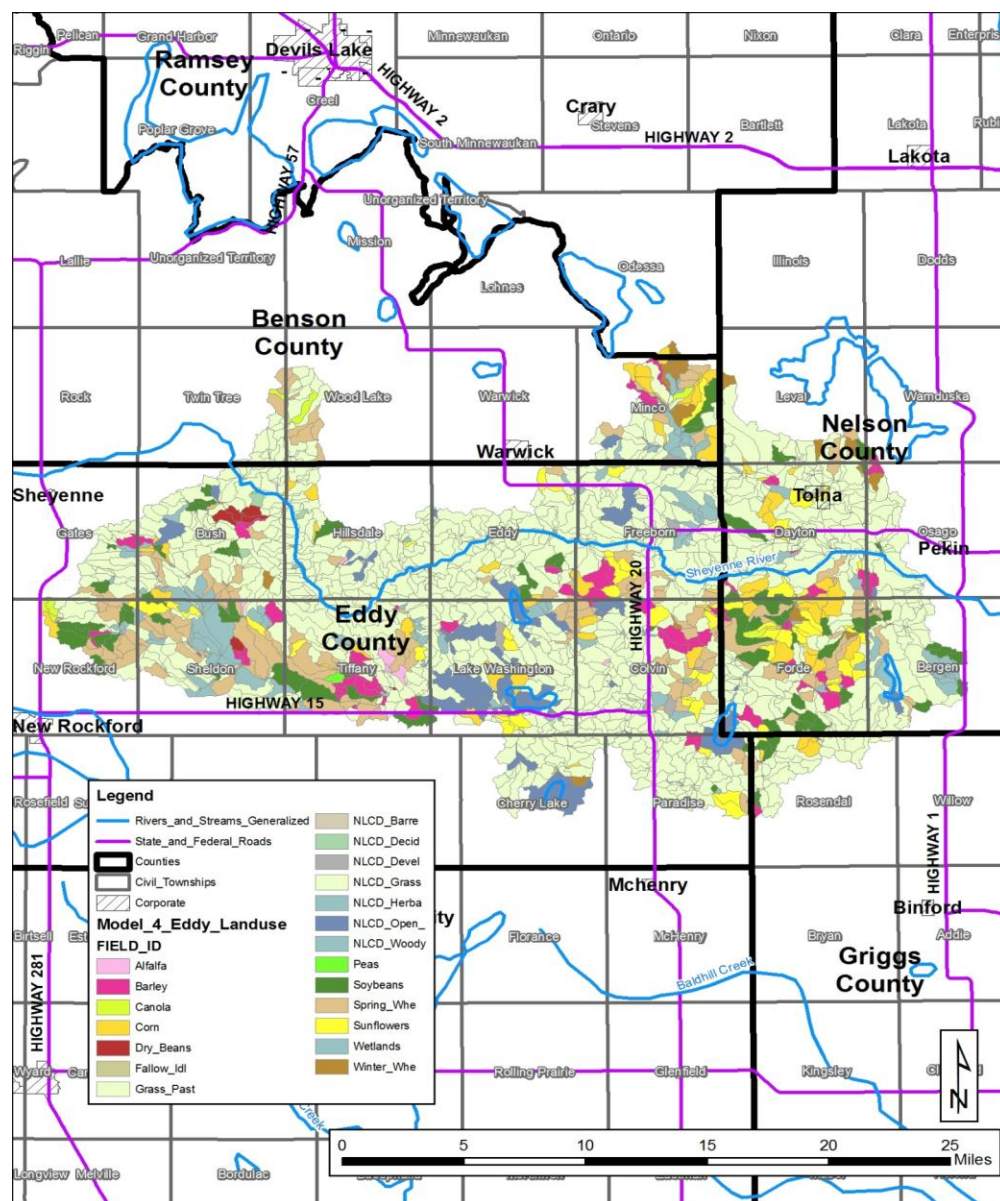 Pelican
Grand Harbor
Riggin
Devils Lake
Minnewaukan
Ontario
Nixon
Clara
Enterpris
Ramsey
County
HIGHWAY 2
Creel
Crary
Stevens
Poplar Grove
South Minnewaukan
HIGHWAY 2
Bartlett
Lakota
Lakota
HIGHWAY 57
Unorganized Territory
Mission
Lallie
Unorganized Territory
Lohnes
Odessa
Illinois
Dodds
Benson
County
Rock
Twin Tree
Wood Lake
Warwick
Minco
Leval
Wamduska
Nelson
County
Warwick
Sheyenne
Tolna
Gates
Bush
Hillsdale
Eddy
Freeborn
Dayton
Osago
Pekin
Sheyenne River
HIGHWAY 20
Eddy
County
New Rockford
Sheldon
Tiffany
Lake Washington
Colvin
Forde
Bergen
HIGHWAY 15
New Rockford
Rosefield
Cherry Lake
Paradise
Rosendal
Willow
HIGHWAY 1
Legend
Rivers_and_Streams_Generalized
State_and_Federal_Roads
Counties
Civil_Townships
Corporate
Model_4_Eddy_Landuse
FIELD_ID
Alfalfa
Barley
Canola
Corn
Dry_Beans
Fallow_Idl
Grass_Past
NLCD_Barre
NLCD_Decid
NLCD_Devel
NLCD_Grass
NLCD_Herba
NLCD_Open_
NLCD_Woody
Peas
Soybeans
Spring_Whe
Sunflowers
Wetlands
Winter_Whe
Mchenry
Binford
Birtsell
Florance
McHenry
Bryan
Addie
Griggs
County
Baldhill Creek
HIGHWAY 281
Wyard
Rolling Prairie
Glenfield
Kingsley
N
Creek
0 5 10 15 20 25
Miles
Longview
Melville
Bordulac